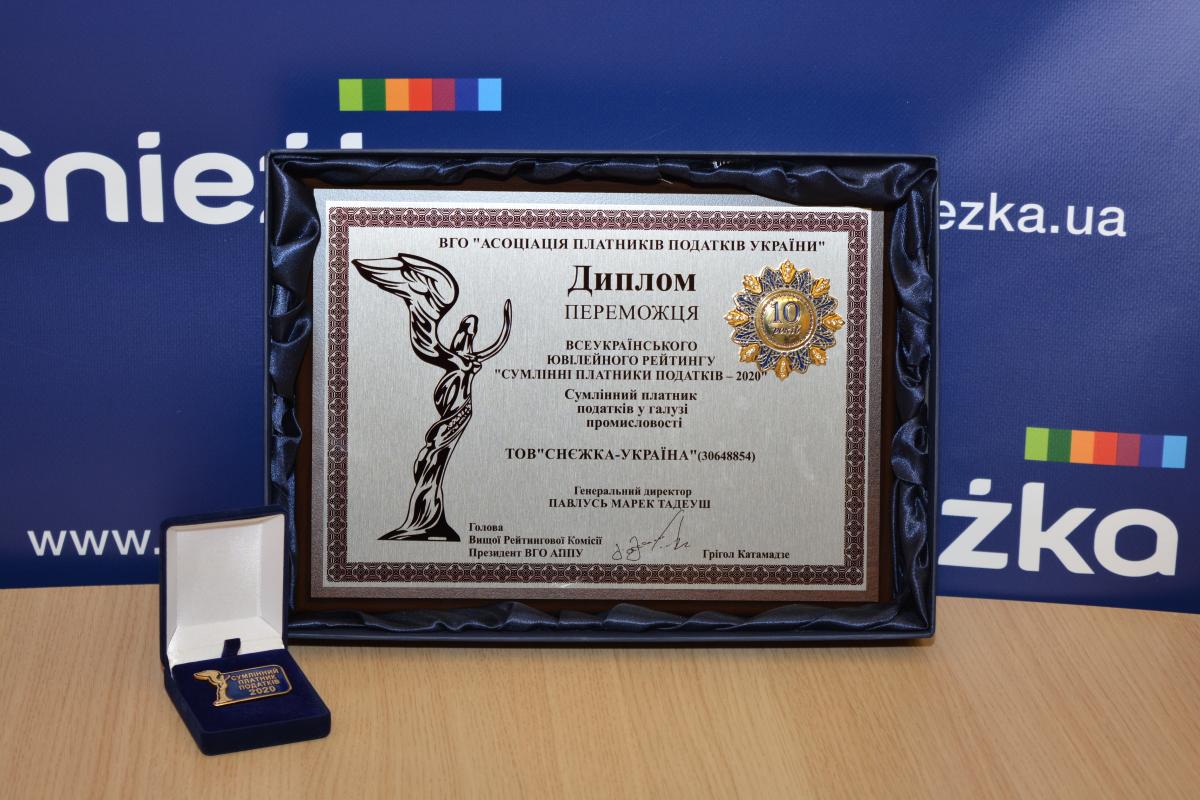 Śnież
ezka.ua
ВГО "АСОЦІАЦІЯ ПЛАТНИКІВ ПОДАТКІВ УКРАЇНИ"
Диплом
ПЕРЕМОЖЦЯ
10
років
ВСЕУКРАЇНСЬКОГО
ЮВІЛЕЙНОГО РЕЙТИНГУ
"СУМЛІННІ ПЛАТНИКИ ПОДАТКІВ – 2020"
Сумлінний платник
податків у галузі
промисловості
ТОВ"СНЄЖКА-УКРАЇНА"(30648854)
Генеральний директор
ПАВЛУСЬ МАРЕК ТАДЕУШ
Голова
Вищої Рейтингової Комісії
Президент ВГО АППУ
Грігол Катамадзе
www.
żka
СУМЛІННИЙ
ПЛАТНИК
ПОДАТКІВ
2020